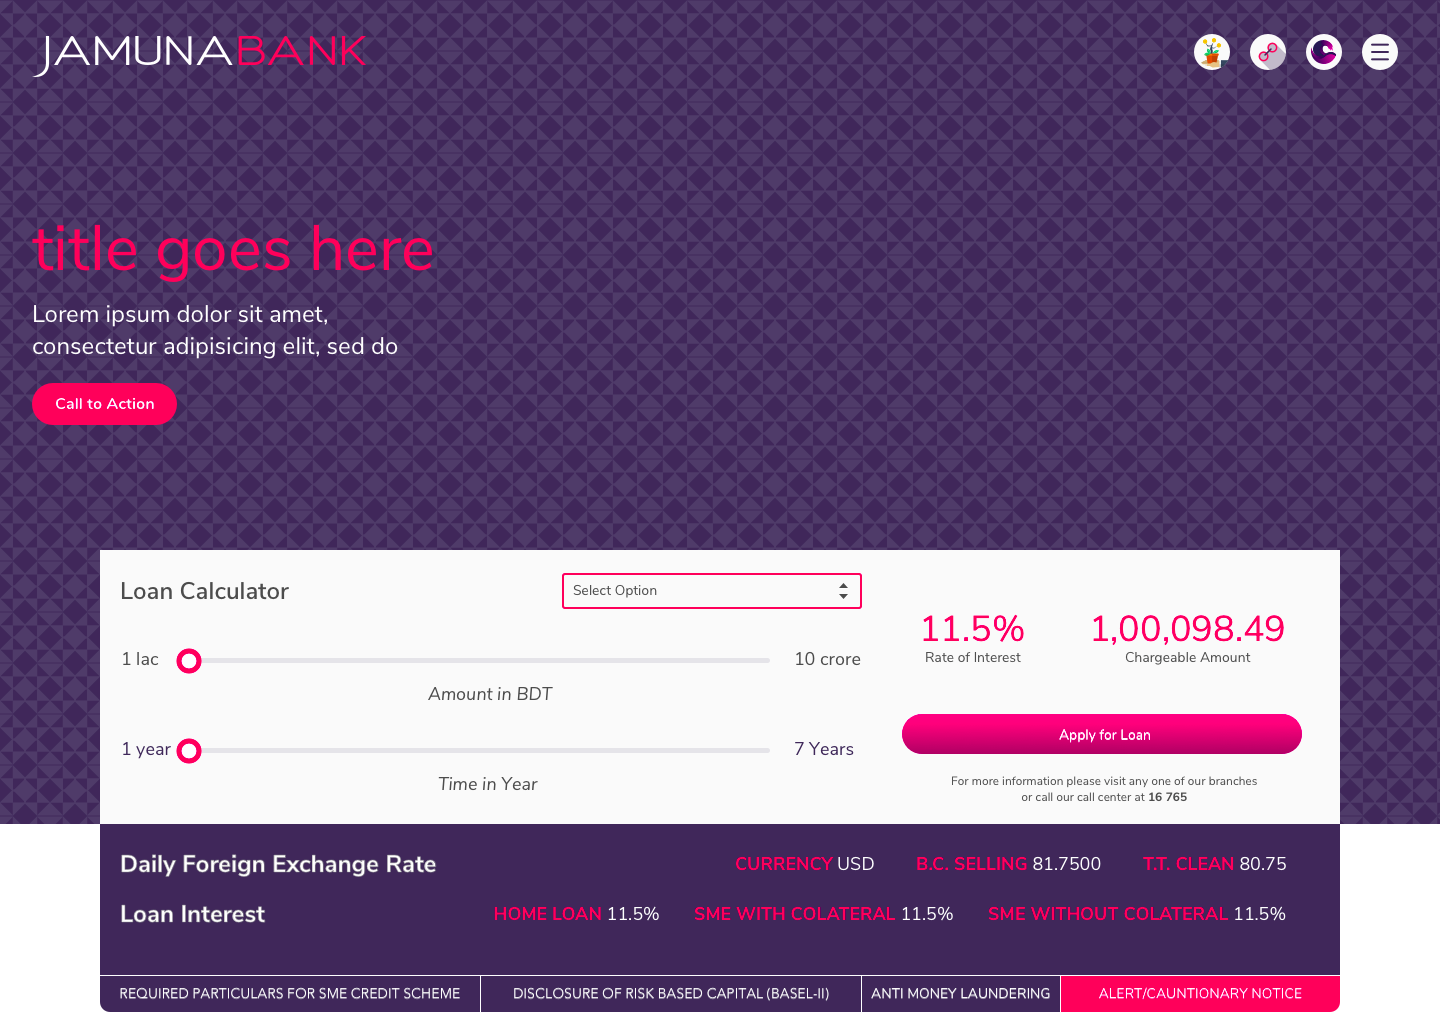 JAMUNABANK
title goes here
Lorem ipsum dolor sit amet,
consectetur adipisicing elit, sed do
Call to Action
Loan Calculator
Select Option
1 lac
10 crore
Amount in BDT
1 year
7 Years
Time in Year
11.5%
Rate of Interest
1,00,098.49
Chargeable Amount
Apply for Loan
For more information please visit any one of our branches
or call our call center at 16 765
Daily Foreign Exchange Rate
CURRENCY USD
B.C. SELLING 81.7500
T.T. CLEAN 80.75
Loan Interest
HOME LOAN 11.5%
SME WITH COLATERAL 11.5%
SME WITHOUT COLATERAL 11.5%
REQUIRED PARTICULARS FOR SME CREDIT SCHEME
DISCLOSURE OF RISK BASED CAPITAL (BASEL-II)
ANTI MONEY LAUNDERING
ALERT/CAUNTIONARY NOTICE